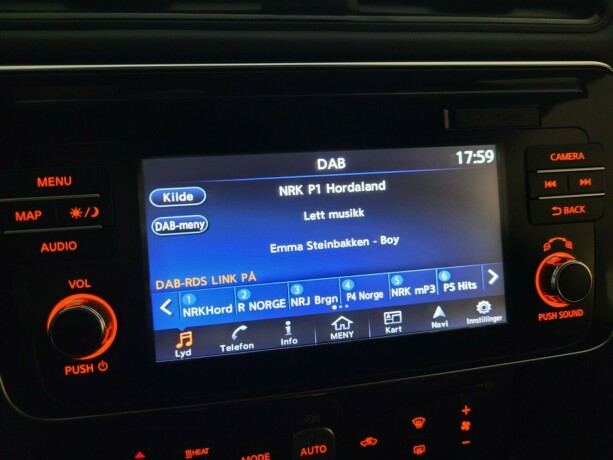 DAB
17:59
Kilde
NRK P1 Hordaland
DAB-meny
Lett musikk
Emma Steinbakken - Boy
DAB-RDS LINK PÅ
1 NRKHord
2 R NORGE
3 NRJ Brgn
4 P4 Norge
5 NRK mP3
6 P5 Hits
Lyd
Telefon
Info
MENY
Kart
Navi
Innstillinger
MENU
MAP
AUDIO
VOL
PUSH
CAMERA
BACK
PUSH SOUND
HEAT
MODE
AUTO
+
-